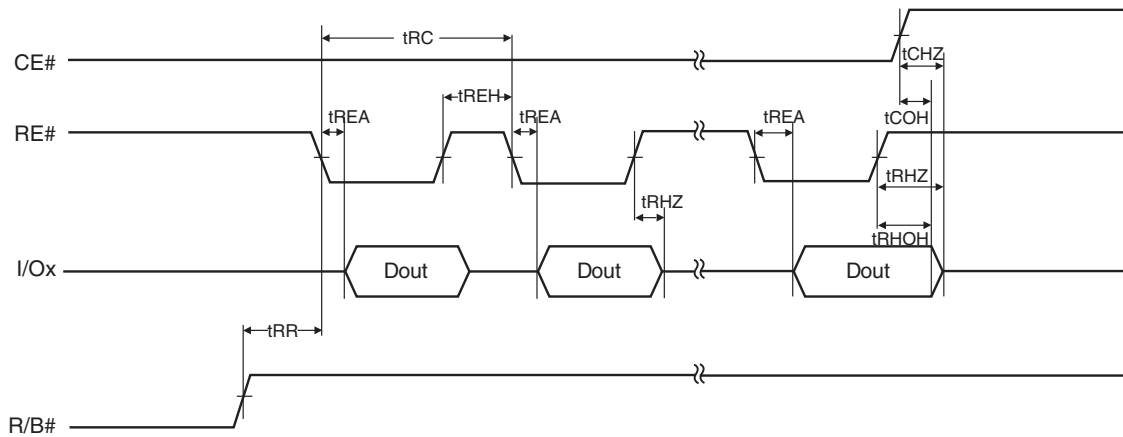 tRC
CE#
tCHZ
tREH
tREA
tREA
tREA
tCOH
RE#
tRHZ
tRHZ
tRHOH
I/Ox
Dout
Dout
Dout
tRR
R/B#